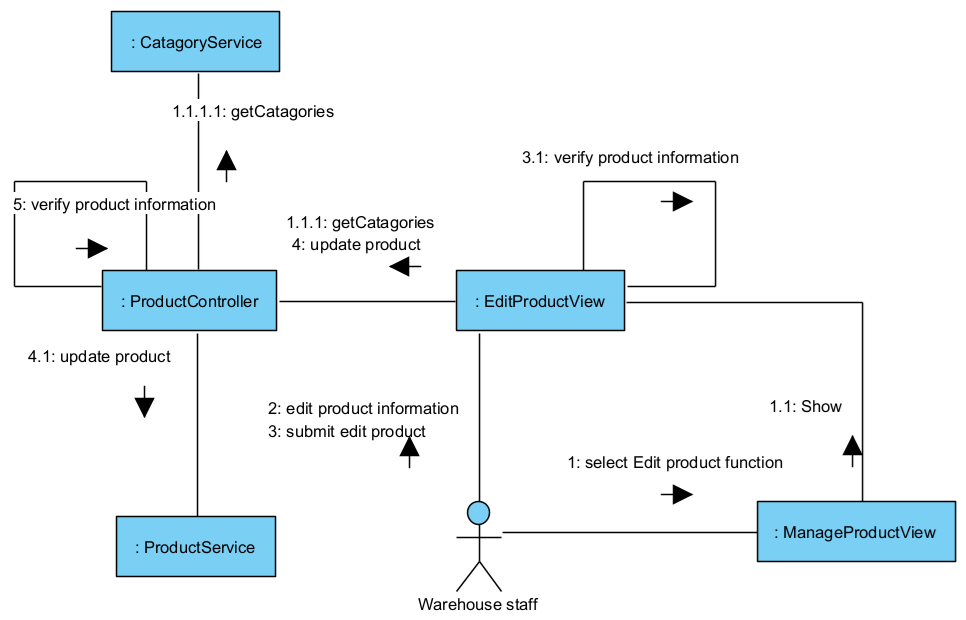 : CatagoryService
1.1.1.1: getCatagories
3.1: verify product information
5: verify product information
1.1.1: getCatagories
4: update product
: ProductController
: EditProductView
4.1: update product
2: edit product information
3: submit edit product
1.1: Show
1: select Edit product function
: ProductService
: ManageProductView
Warehouse staff